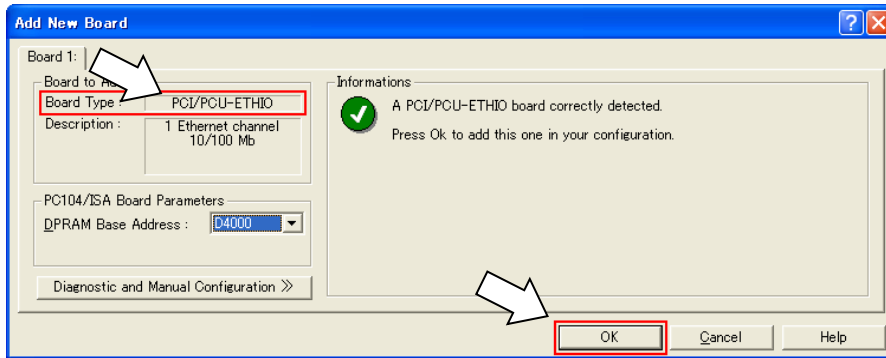 Add New Board
Board 1:
Board to A
Board Type : PCI/PCU-ETHIO
Description : 1 Ethernet channel
10/100 Mb
PC104/ISA Board Parameters
DPRAM Base Address : D4000
Diagnostic and Manual Configuration >>
Informations
A PCI/PCU-ETHIO board correctly detected.
Press Ok to add this one in your configuration.
OK Cancel Help